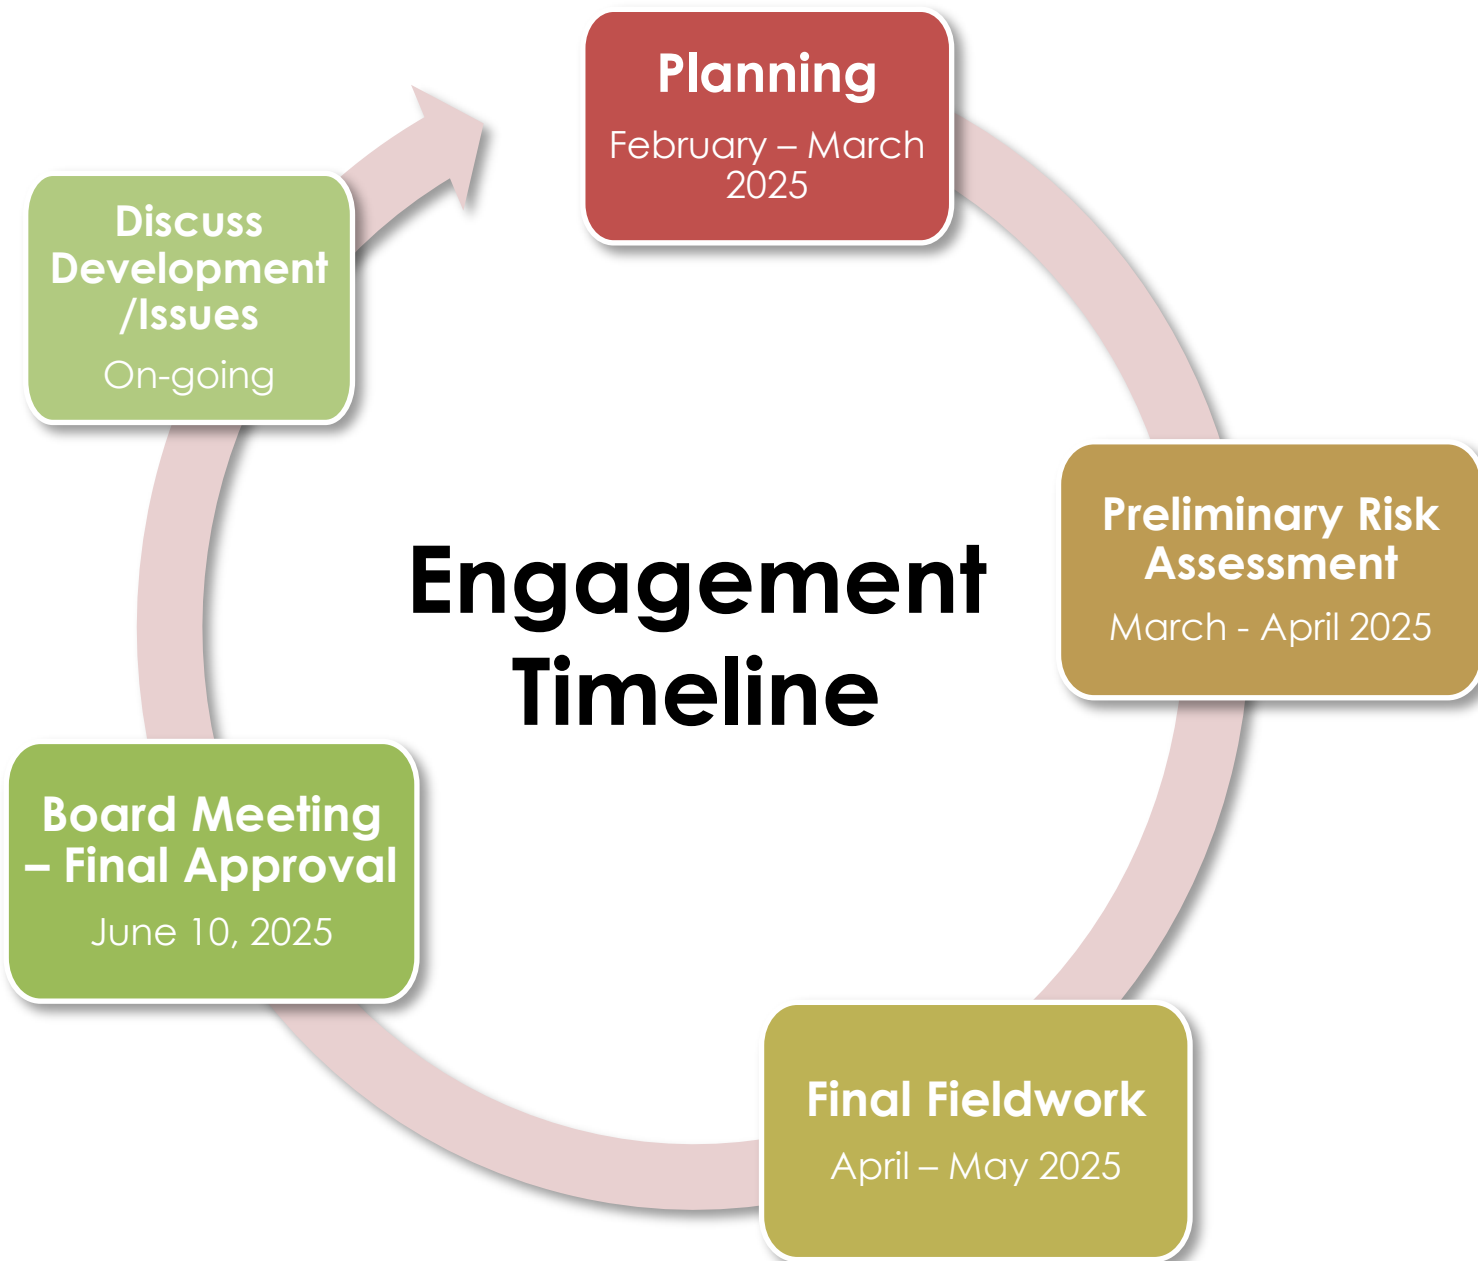 Planning
February – March
2025
Preliminary Risk
Assessment
March - April 2025
Final Fieldwork
April – May 2025
Board Meeting
– Final Approval
June 10, 2025
Discuss
Development
/Issues
On-going
Engagement
Timeline